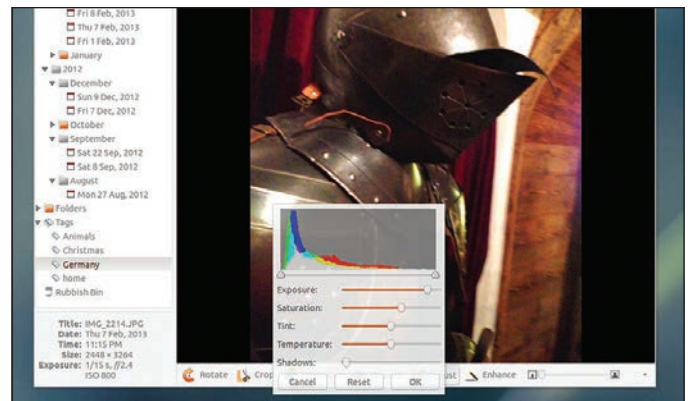 Fri 8 Feb, 2013
Thu 7 Feb, 2013
Fri 1 Feb, 2013
January
2012
December
Sun 9 Dec, 2012
Fri 7 Dec, 2012
October
September
Sat 22 Sep, 2012
Sat 8 Sep, 2012
August
Mon 27 Aug, 2012
Folders
Tags
Animals
Christmas
Germany
home
Rubbish Bin
Title: IMG_2214.JPG
Date: Thu 7 Feb, 2013
Time: 11:15 PM
Size: 2448 × 3264
Exposure: 1/15 s, f/2.4
ISO 800
Exposure:
Saturation:
Tint:
Temperature:
Shadows:
Cancel Reset OK
Rotate Crop ust Enhance